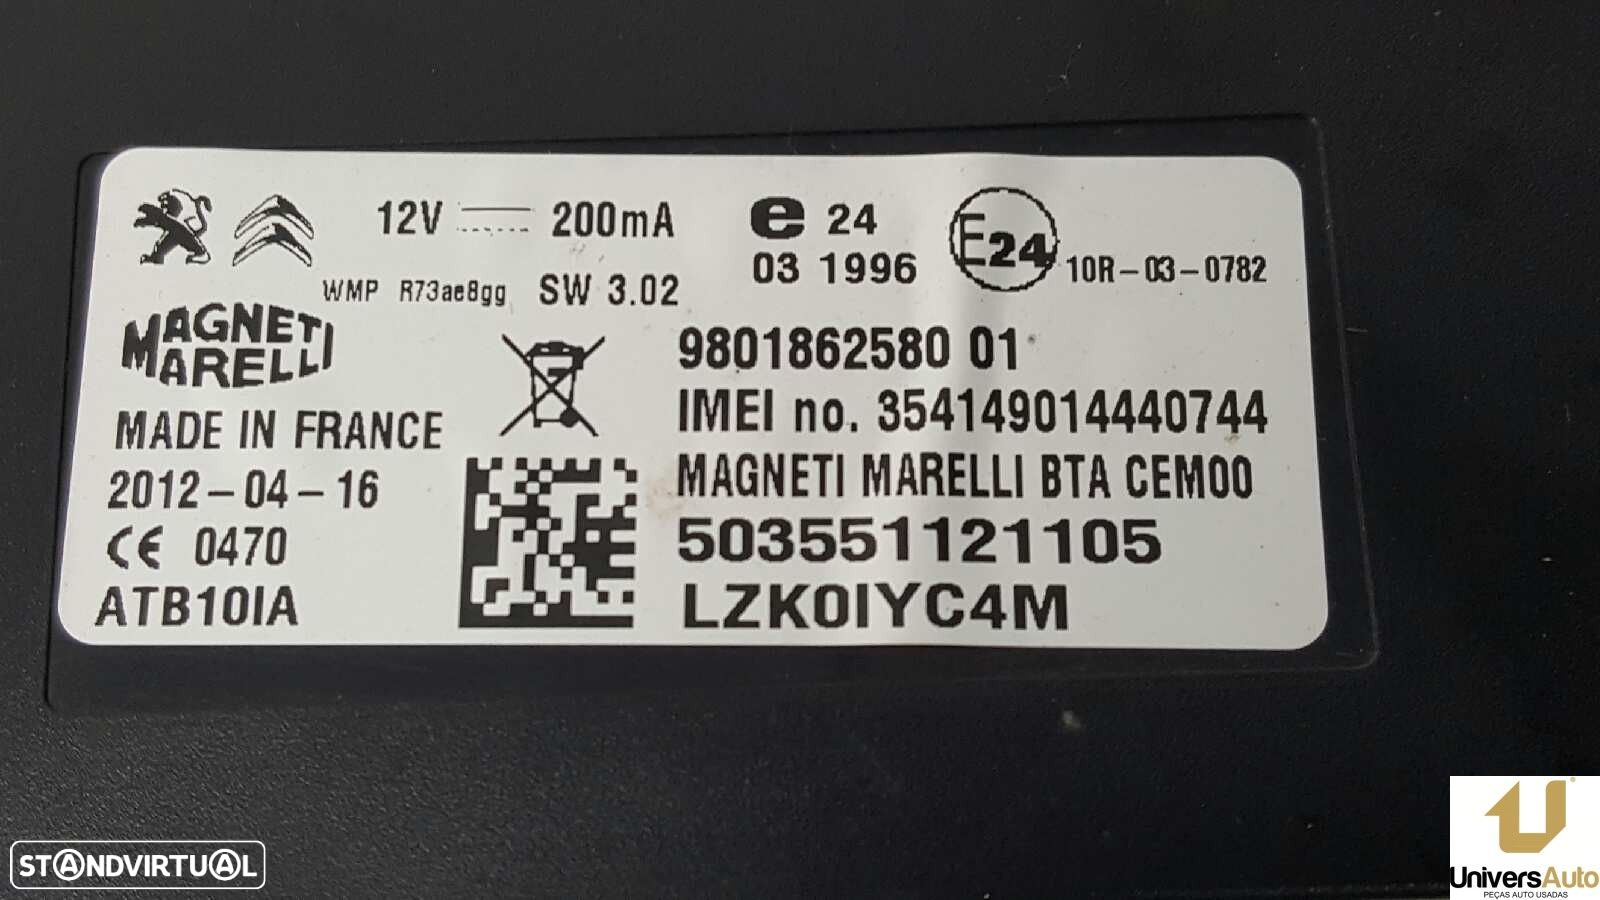 12V 200mA
e 24
03 1996
E24
10R-03-0782
WMP R73ae8gg SW 3.02
MAGNETI
MARELLI
MADE IN FRANCE
2012-04-16
CE 0470
ATB10IA
9801862580 01
IMEI no. 354149014440744
MAGNETI MARELLI BTA CEM00
503551121105
LZK0IYC4M
STANDVIRTUAL
UniversAuto
PEÇAS AUTO USADAS